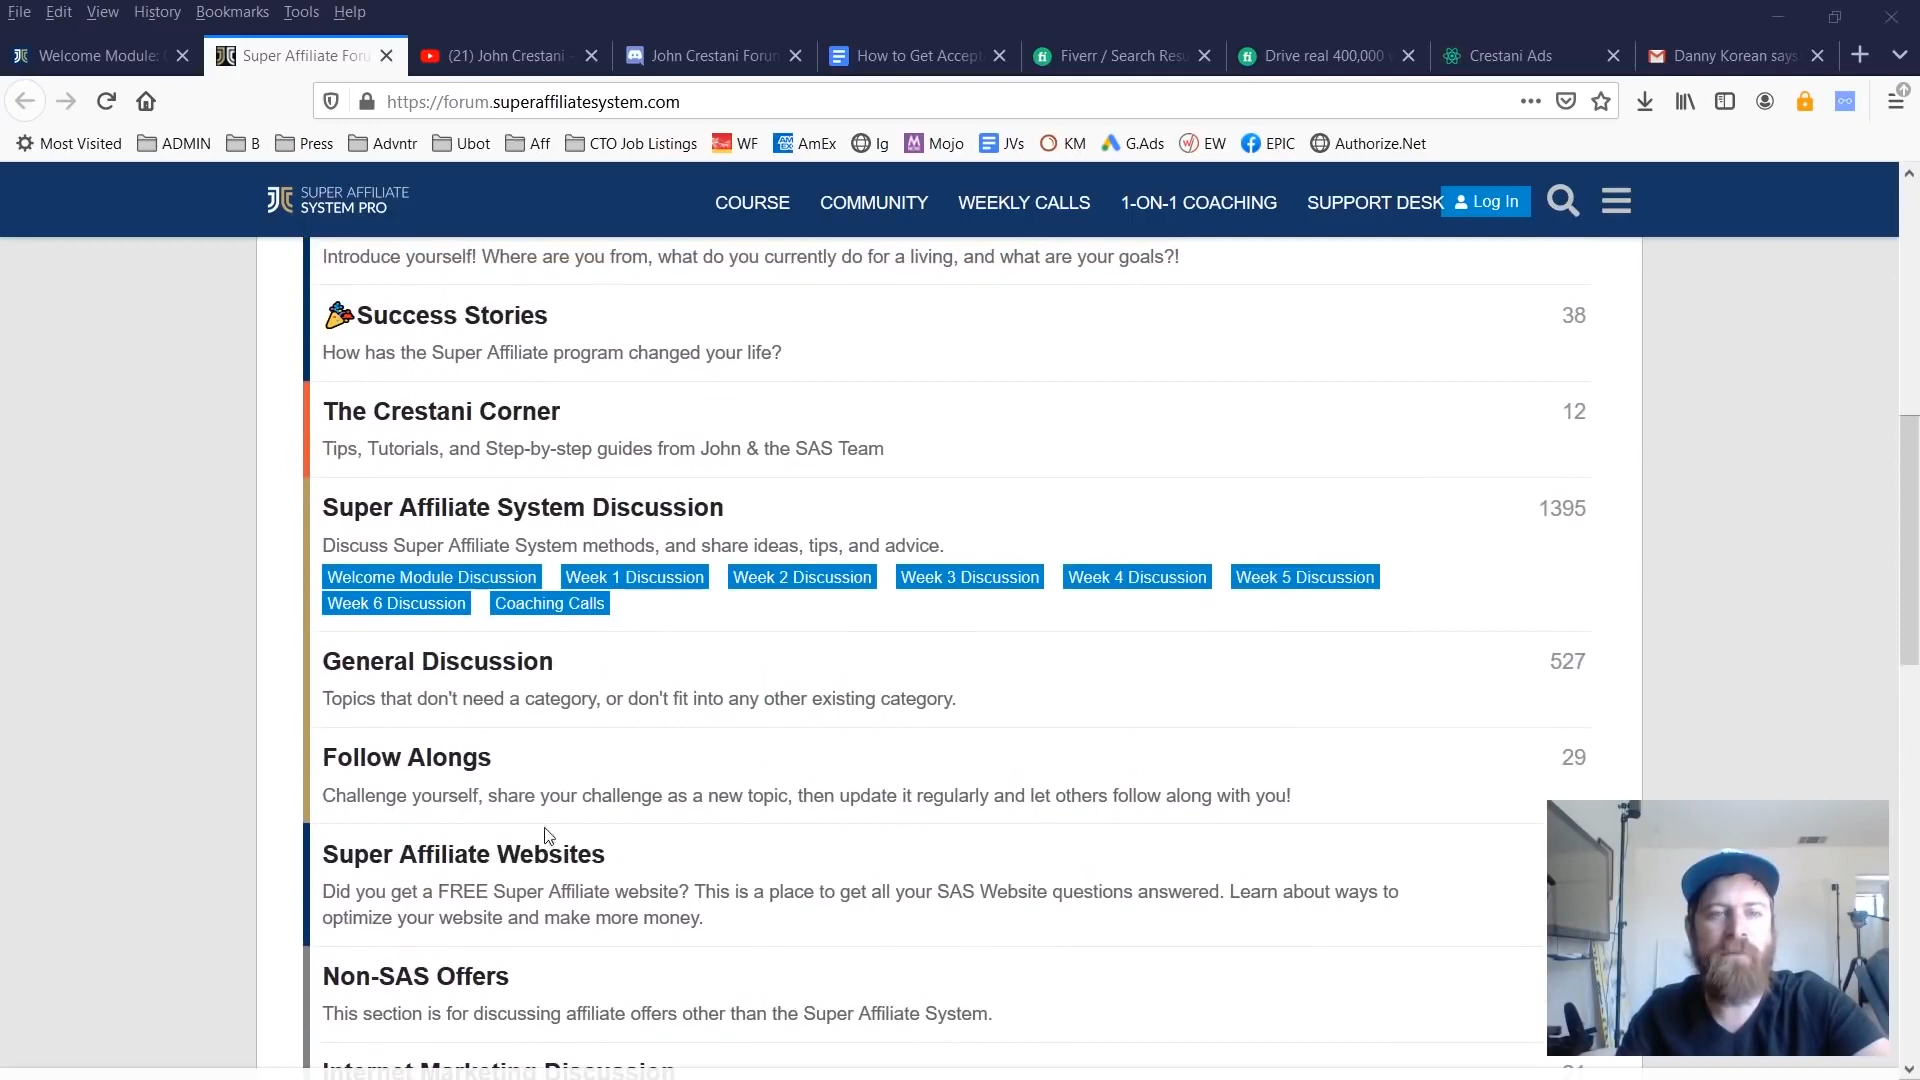 File Edit View History Bookmarks Tools Help
Welcome Module: Super Affiliate Foru (21) John Crestani - John Crestani Forun How to Get Accept Fiverr / Search Resu Drive real 400,000 Crestani Ads Danny Korean says
https://forum.superaffiliatesystem.com
Most Visited ADMIN B Press Advntr Ubot Aff CTO Job Listings WF AmEx Ig Mojo JVs KM G.Ads EW EPIC Authorize.Net
SUPER AFFILIATE
SYSTEM PRO
COURSE COMMUNITY WEEKLY CALLS 1-ON-1 COACHING SUPPORT DESK Log In
Introduce yourself! Where are you from, what do you currently do for a living, and what are your goals?!
Success Stories 38
How has the Super Affiliate program changed your life?
The Crestani Corner 12
Tips, Tutorials, and Step-by-step guides from John & the SAS Team
Super Affiliate System Discussion 1395
Discuss Super Affiliate System methods, and share ideas, tips, and advice.
Welcome Module Discussion Week 1 Discussion Week 2 Discussion Week 3 Discussion Week 4 Discussion Week 5 Discussion
Week 6 Discussion Coaching Calls
General Discussion 527
Topics that don't need a category, or don't fit into any other existing category.
Follow Alongs 29
Challenge yourself, share your challenge as a new topic, then update it regularly and let others follow along with you!
Super Affiliate Websites
Did you get a FREE Super Affiliate website? This is a place to get all your SAS Website questions answered. Learn about ways to
optimize your website and make more money.
Non-SAS Offers
This section is for discussing affiliate offers other than the Super Affiliate System.
Internet Marketing Discussion